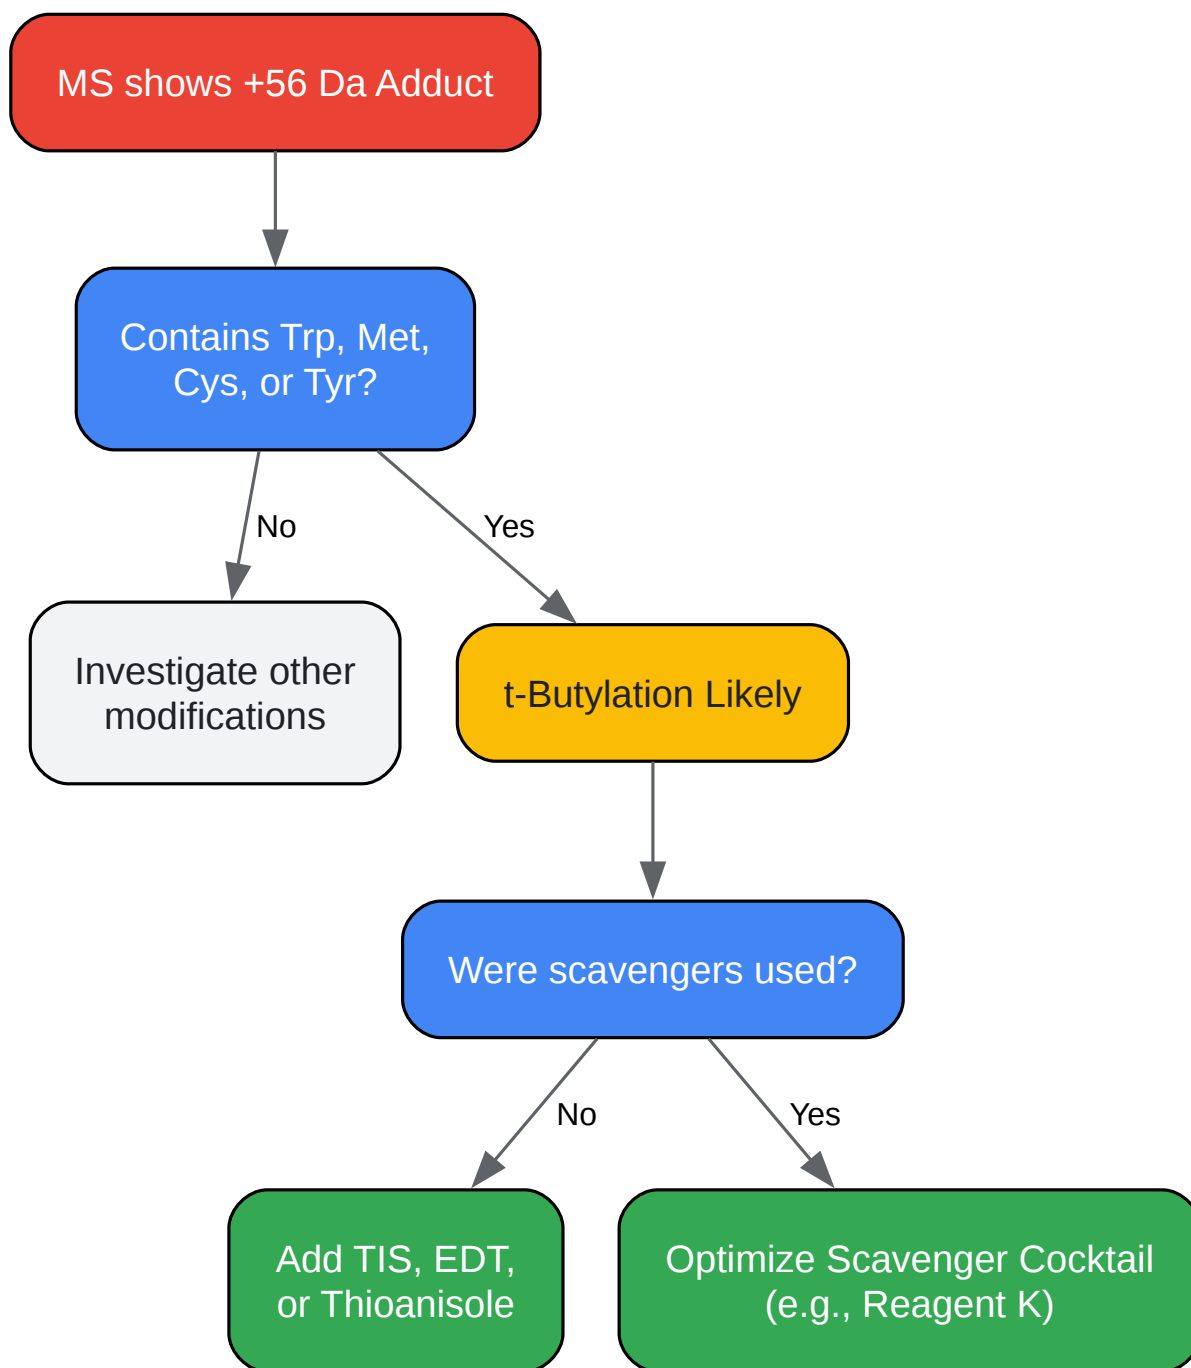 MS shows +56 Da Adduct
Contains Trp, Met,
Cys, or Tyr?
No
Yes
Investigate other
modifications
t-Butylation Likely
Were scavengers used?
No
Yes
Add TIS, EDT,
or Thioanisole
Optimize Scavenger Cocktail
(e.g., Reagent K)